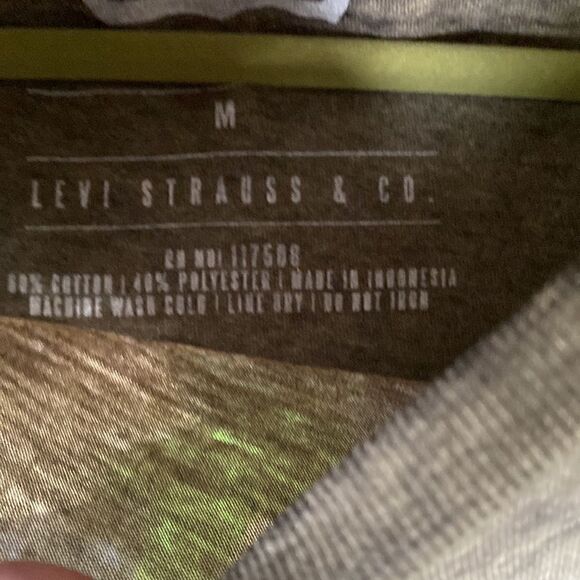 M
LEVI STRAUSS & CO.
CA NO: 117508
60% COTTON | 40% POLYESTER | MADE IN INDONESIA
MACHINE WASH COLD | LINE DRY | DO NOT IRON